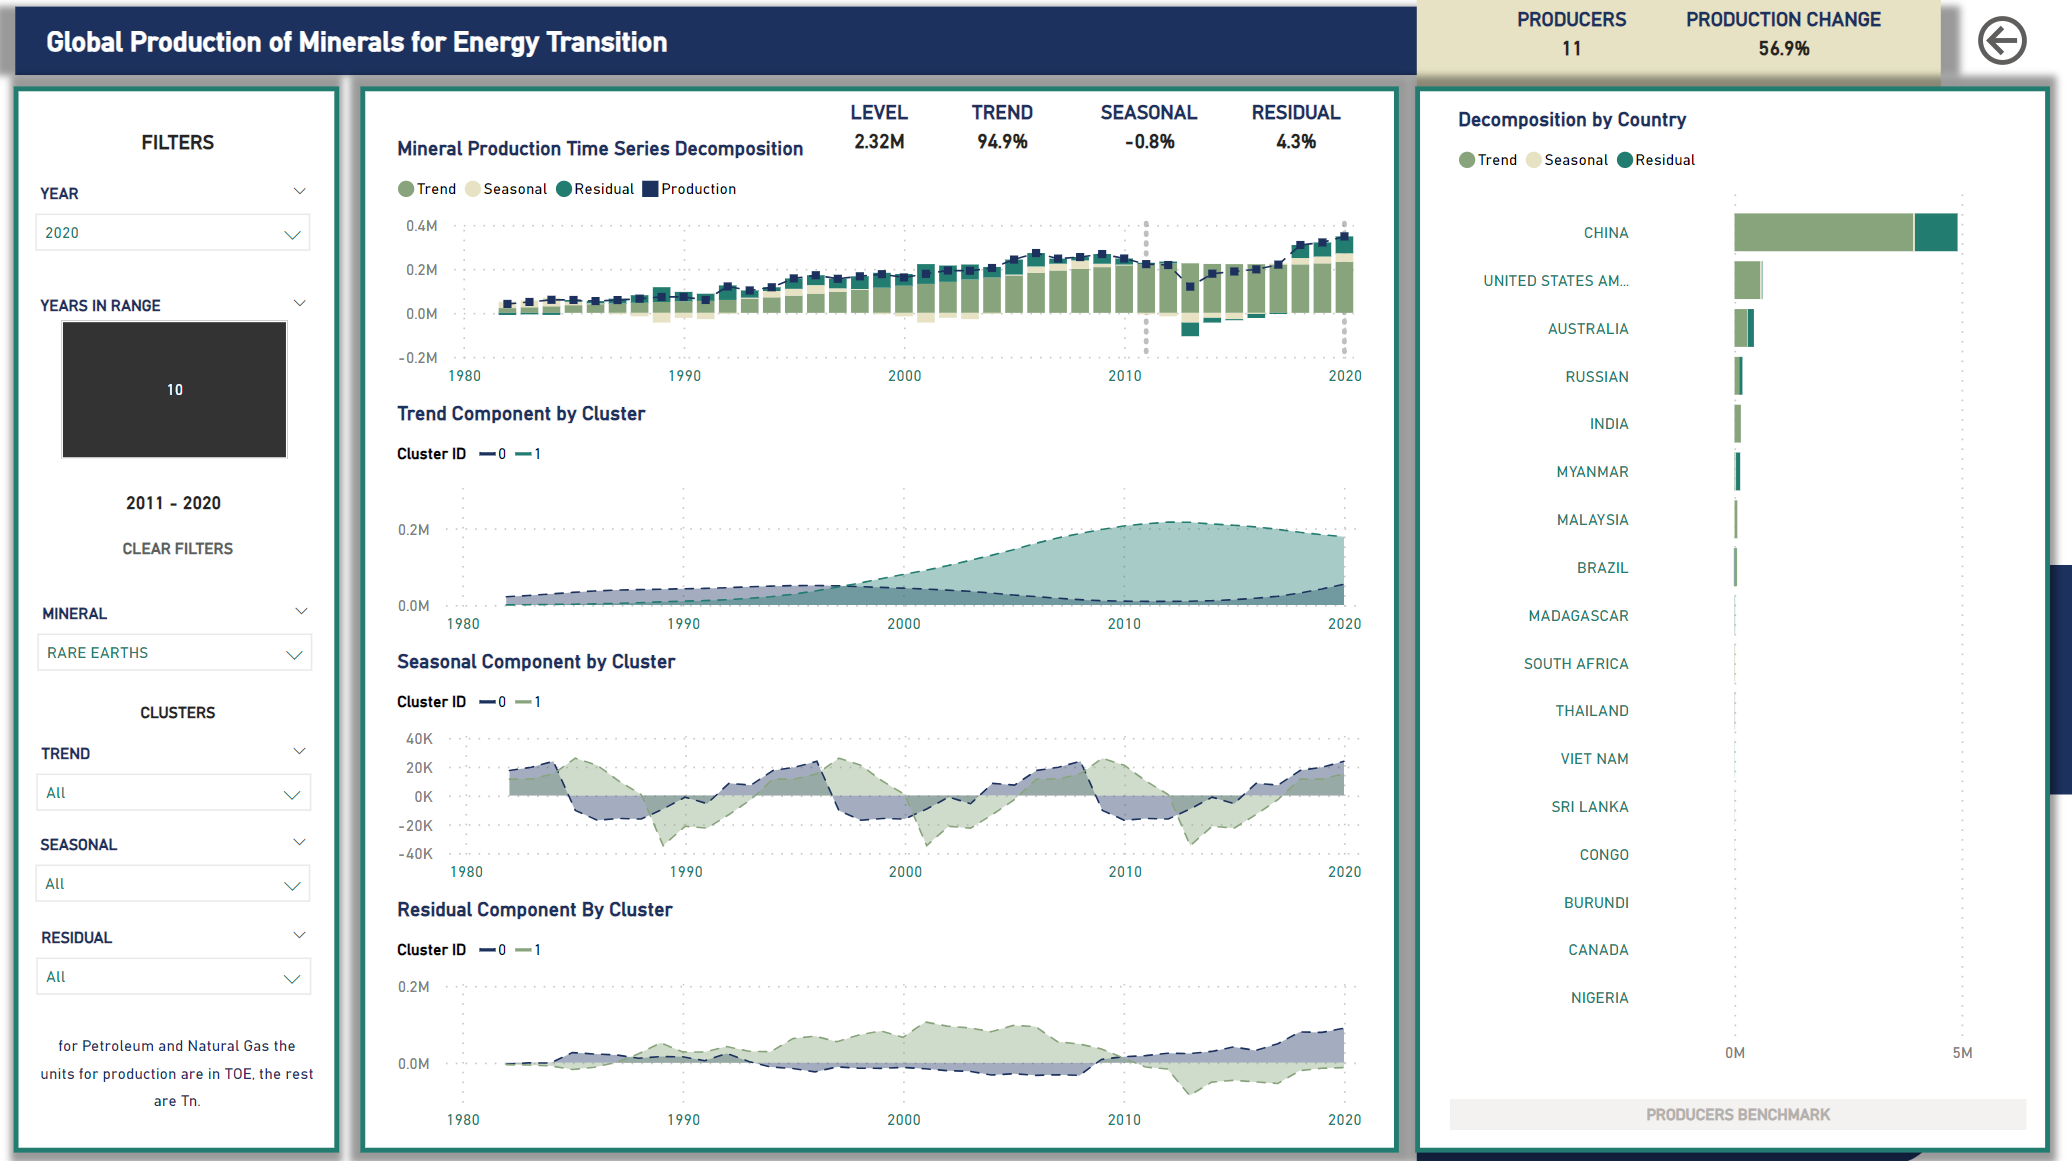 Global Production of Minerals for Energy Transition
PRODUCERS
11
PRODUCTION CHANGE
56.9%
FILTERS
YEAR
2020
YEARS IN RANGE
10
2011 - 2020
CLEAR FILTERS
MINERAL
RARE EARTHS
CLUSTERS
TREND
All
SEASONAL
All
RESIDUAL
All
for Petroleum and Natural Gas the
units for production are in TOE, the rest
are Tn.
LEVEL
2.32M
TREND
94.9%
SEASONAL
-0.8%
RESIDUAL
4.3%
Mineral Production Time Series Decomposition
Trend Seasonal Residual Production
0.4M
0.2M
0.0M
-0.2M
1980 1990 2000 2010 2020
Trend Component by Cluster
Cluster ID 0 1
0.2M
0.0M
1980 1990 2000 2010 2020
Seasonal Component by Cluster
Cluster ID 0 1
40K
20K
0K
-20K
-40K
1980 1990 2000 2010 2020
Residual Component By Cluster
Cluster ID 0 1
0.2M
0.0M
1980 1990 2000 2010 2020
Decomposition by Country
Trend Seasonal Residual
CHINA
UNITED STATES AM...
AUSTRALIA
RUSSIAN
INDIA
MYANMAR
MALAYSIA
BRAZIL
MADAGASCAR
SOUTH AFRICA
THAILAND
VIET NAM
SRI LANKA
CONGO
BURUNDI
CANADA
NIGERIA
0M 5M
PRODUCERS BENCHMARK